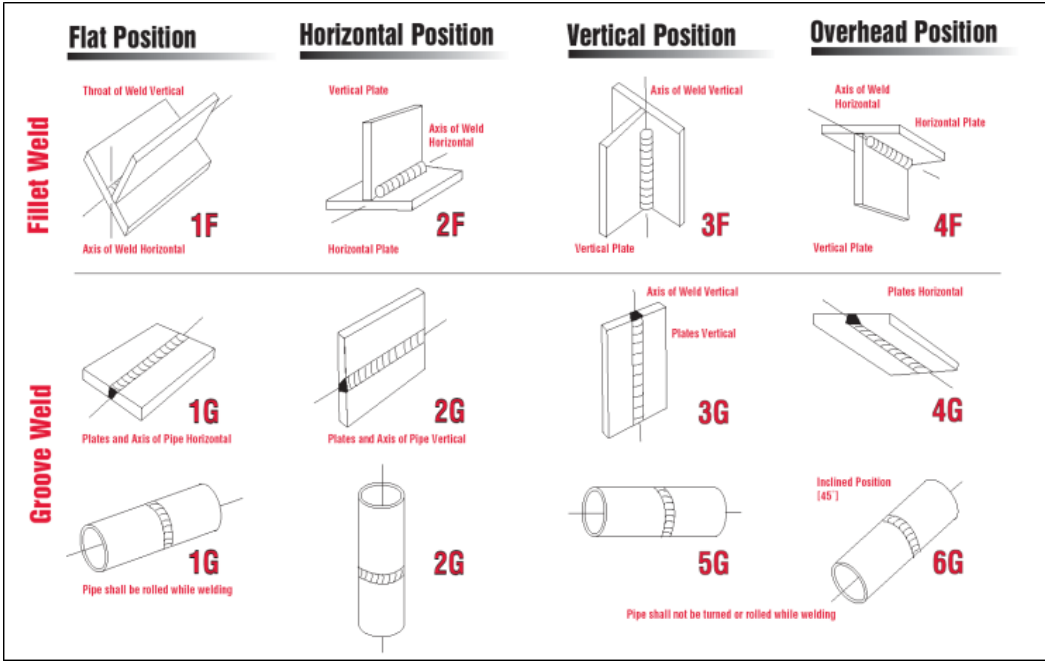 Flat Position
Horizontal Position
Vertical Position
Overhead Position
Fillet Weld
Throat of Weld Vertical
1F
Axis of Weld Horizontal
Vertical Plate
Axis of Weld
Horizontal
2F
Horizontal Plate
Axis of Weld Vertical
3F
Vertical Plate
Axis of Weld
Horizontal
Horizontal Plate
4F
Vertical Plate
Groove Weld
1G
Plates and Axis of Pipe Horizontal
2G
Plates and Axis of Pipe Vertical
Axis of Weld Vertical
Plates Vertical
3G
Plates Horizontal
4G
1G
Pipe shall be rolled while welding
2G
5G
Inclined Position
[45°]
6G
Pipe shall not be turned or rolled while welding